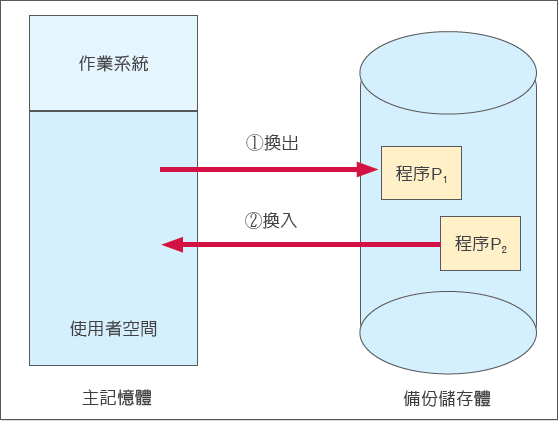 作業系統
①換出
程序P₁
②換入
程序P₂
使用者空間
主記憶體
備份儲存體